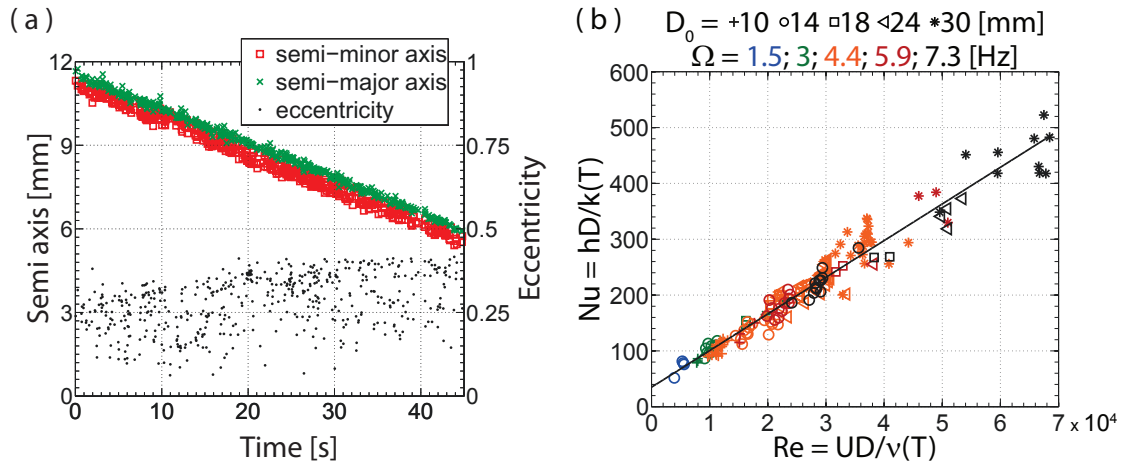 (a)
semi-minor axis
semi-major axis
eccentricity
12
9
6
3
0
Semi axis [mm]
1
0.75
0.5
0.25
0
Eccentricity
0
10
20
30
40
Time [s]
(b)
D₀ = +10 ○14 □18 ◁24 ✱30 [mm]
Ω = 1.5; 3; 4.4; 5.9; 7.3 [Hz]
600
500
400
300
200
100
0
Nu = hD/k(T)
0
1
2
3
4
5
6
7 × 10⁴
Re = UD/ν(T)